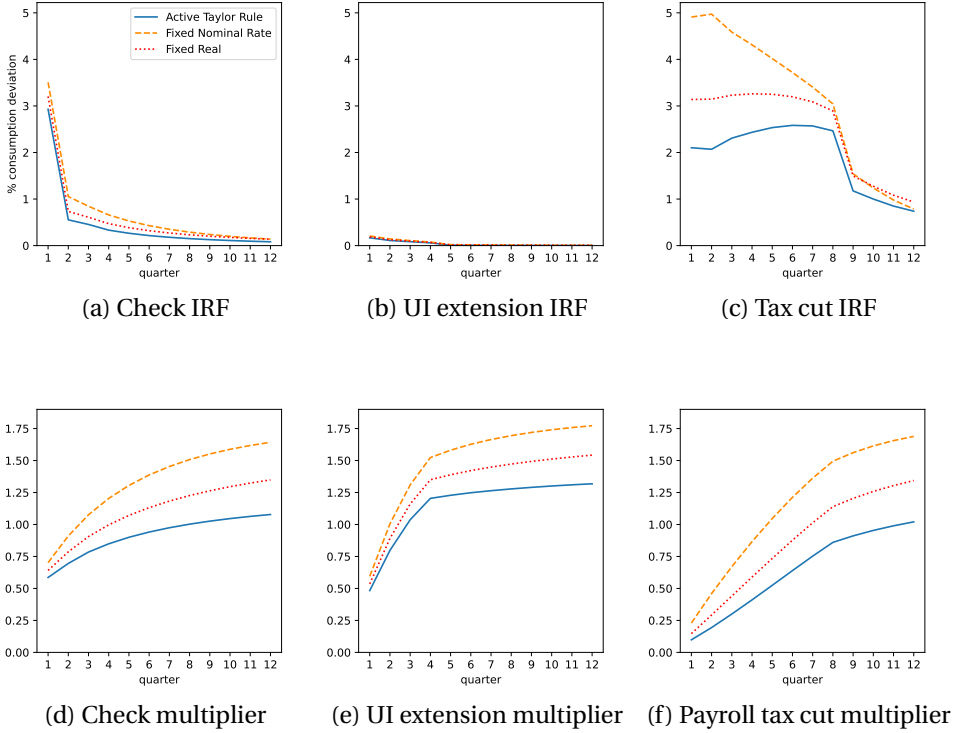 5
4
3
2
1
0
% consumption deviation
Active Taylor Rule
Fixed Nominal Rate
Fixed Real
1 2 3 4 5 6 7 8 9 10 11 12
quarter
(a) Check IRF
5
4
3
2
1
0
1 2 3 4 5 6 7 8 9 10 11 12
quarter
(b) UI extension IRF
5
4
3
2
1
0
1 2 3 4 5 6 7 8 9 10 11 12
quarter
(c) Tax cut IRF
1.75
1.50
1.25
1.00
0.75
0.50
0.25
0.00
1 2 3 4 5 6 7 8 9 10 11 12
quarter
(d) Check multiplier
1.75
1.50
1.25
1.00
0.75
0.50
0.25
0.00
1 2 3 4 5 6 7 8 9 10 11 12
quarter
(e) UI extension multiplier
1.75
1.50
1.25
1.00
0.75
0.50
0.25
0.00
1 2 3 4 5 6 7 8 9 10 11 12
quarter
(f) Payroll tax cut multiplier